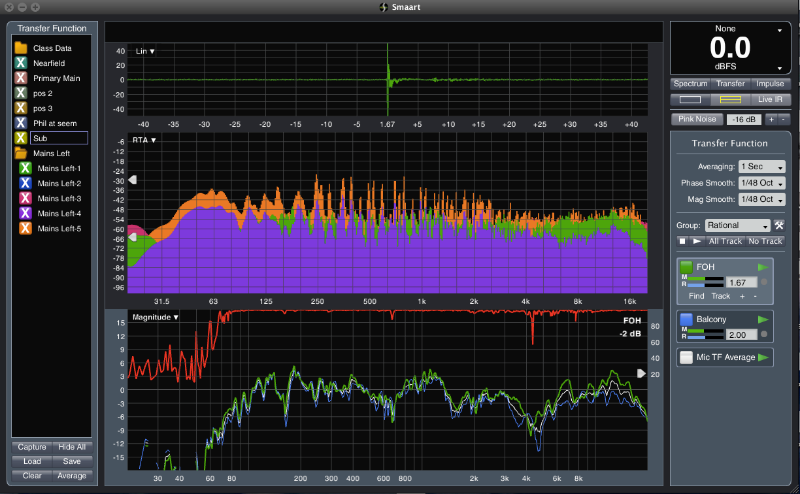 Smaart
Transfer Function
Class Data
Nearfield
Primary Main
pos 2
pos 3
Phil at seem
Sub
Mains Left
Mains Left-1
Mains Left-2
Mains Left-3
Mains Left-4
Mains Left-5
Capture Hide All
Load Save
Clear Average
Lin ▼
40
20
0
-20
-40
-40 -35 -30 -25 -20 -15 -10 -5 1.67 +5 +10 +15 +20 +25 +30 +35 +40
RTA ▼
-6
-12
-18
-24
-30
-36
-42
-48
-54
-60
-66
-72
-78
-84
-90
-96
31.5 63 125 250 500 1k 2k 4k 8k 16k
Magnitude ▼
FOH
-2 dB
15
12
9
6
3
0
-3
-6
-9
-12
-15
80
60
40
20
30 40 60 80 200 300 400 600 800 2k 3k 4k 6k 8k
None
0.0
dBFS
Spectrum Transfer Impulse
Live IR
Pink Noise -16 dB + -
Transfer Function
Averaging: 1 Sec
Phase Smooth: 1/48 Oct
Mag Smooth: 1/48 Oct
Group: Rational
All Track No Track
FOH
M
R
1.67
Find Track + -
Balcony
M
R
2.00
Mic TF Average